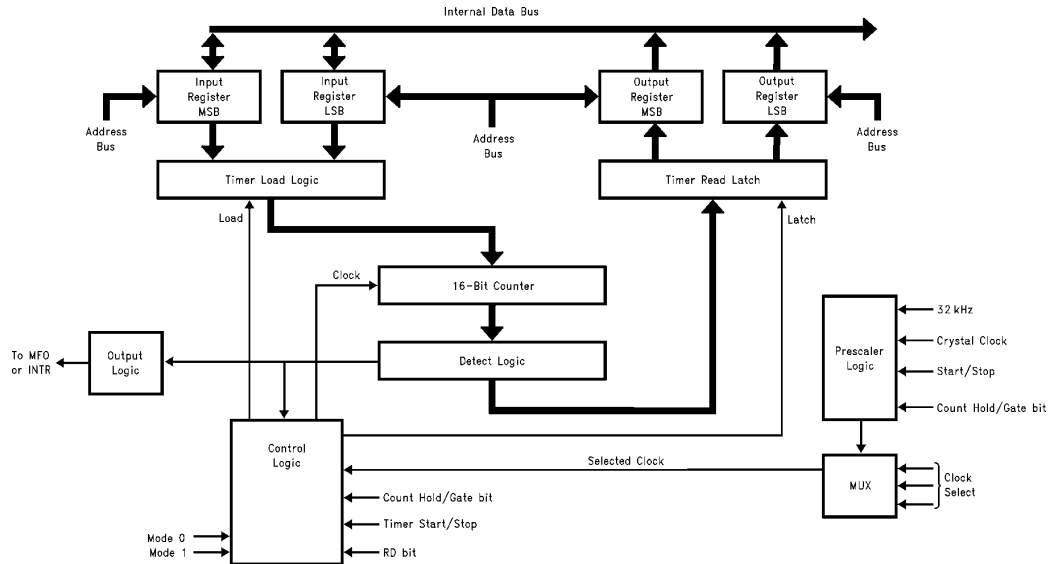 Internal Data Bus
Input
Register
MSB
Input
Register
LSB
Output
Register
MSB
Output
Register
LSB
Address
Bus
Address
Bus
Address
Bus
Timer Load Logic
Timer Read Latch
Load
Latch
Clock
16-Bit Counter
Detect Logic
To MFO
or INTR
Output
Logic
Prescaler
Logic
32 kHz
Crystal Clock
Start/Stop
Count Hold/Gate bit
Control
Logic
Selected Clock
MUX
Clock
Select
Count Hold/Gate bit
Timer Start/Stop
RD bit
Mode 0
Mode 1